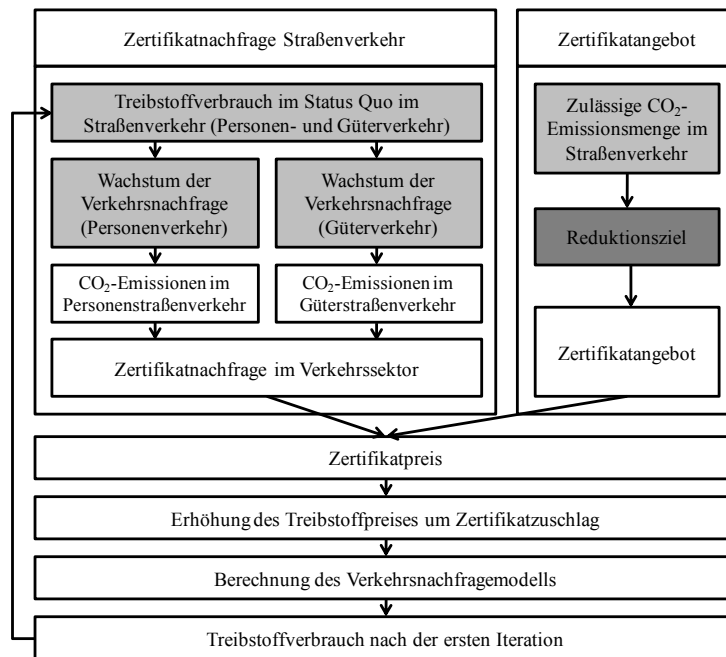 Zertifikatnachfrage Straßenverkehr
Treibstoffverbrauch im Status Quo im
Straßenverkehr (Personen- und Güterverkehr)
Wachstum der
Verkehrsnachfrage
(Personenverkehr)
Wachstum der
Verkehrsnachfrage
(Güterverkehr)
CO₂-Emissionen im
Personenstraßenverkehr
CO₂-Emissionen im
Güterstraßenverkehr
Zertifikatnachfrage im Verkehrssektor
Zertifikatangebot
Zulässige CO₂-
Emissionsmenge im
Straßenverkehr
Reduktionsziel
Zertifikatangebot
Zertifikatpreis
Erhöhung des Treibstoffpreises um Zertifikatzuschlag
Berechnung des Verkehrsnachfragemodells
Treibstoffverbrauch nach der ersten Iteration